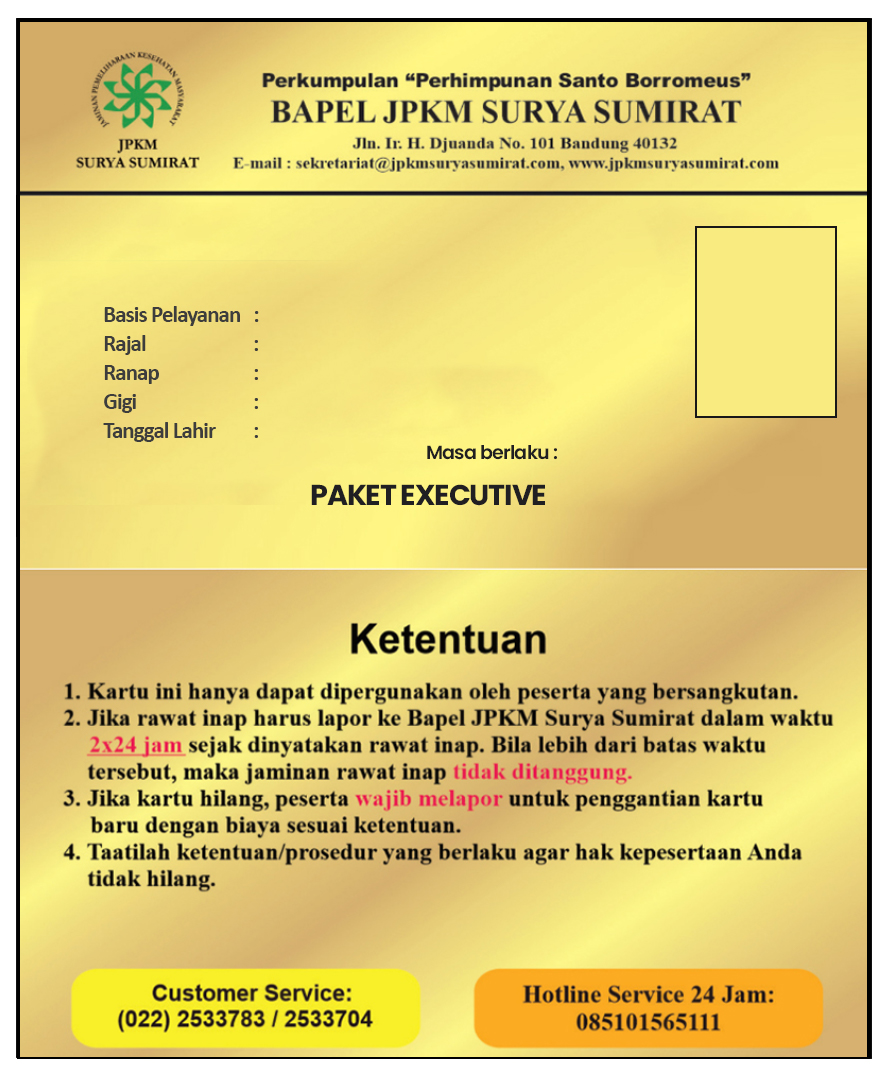 JAMINAN PEMELIHARAAN KESEHATAN MASYARAKAT
JPKM
SURYA SUMIRAT
Perkumpulan “Perhimpunan Santo Borromeus”
BAPEL JPKM SURYA SUMIRAT
Jln. Ir. H. Djuanda No. 101 Bandung 40132
E-mail : sekretariat@jpkmsuryasumirat.com, www.jpkmsuryasumirat.com
Basis Pelayanan :
Rajal :
Ranap :
Gigi :
Tanggal Lahir :
Masa berlaku :
PAKET EXECUTIVE
Ketentuan
1. Kartu ini hanya dapat dipergunakan oleh peserta yang bersangkutan.
2. Jika rawat inap harus lapor ke Bapel JPKM Surya Sumirat dalam waktu
2x24 jam sejak dinyatakan rawat inap. Bila lebih dari batas waktu
tersebut, maka jaminan rawat inap tidak ditanggung.
3. Jika kartu hilang, peserta wajib melapor untuk penggantian kartu
baru dengan biaya sesuai ketentuan.
4. Taatilah ketentuan/prosedur yang berlaku agar hak kepesertaan Anda
tidak hilang.
Customer Service:
(022) 2533783 / 2533704
Hotline Service 24 Jam:
085101565111